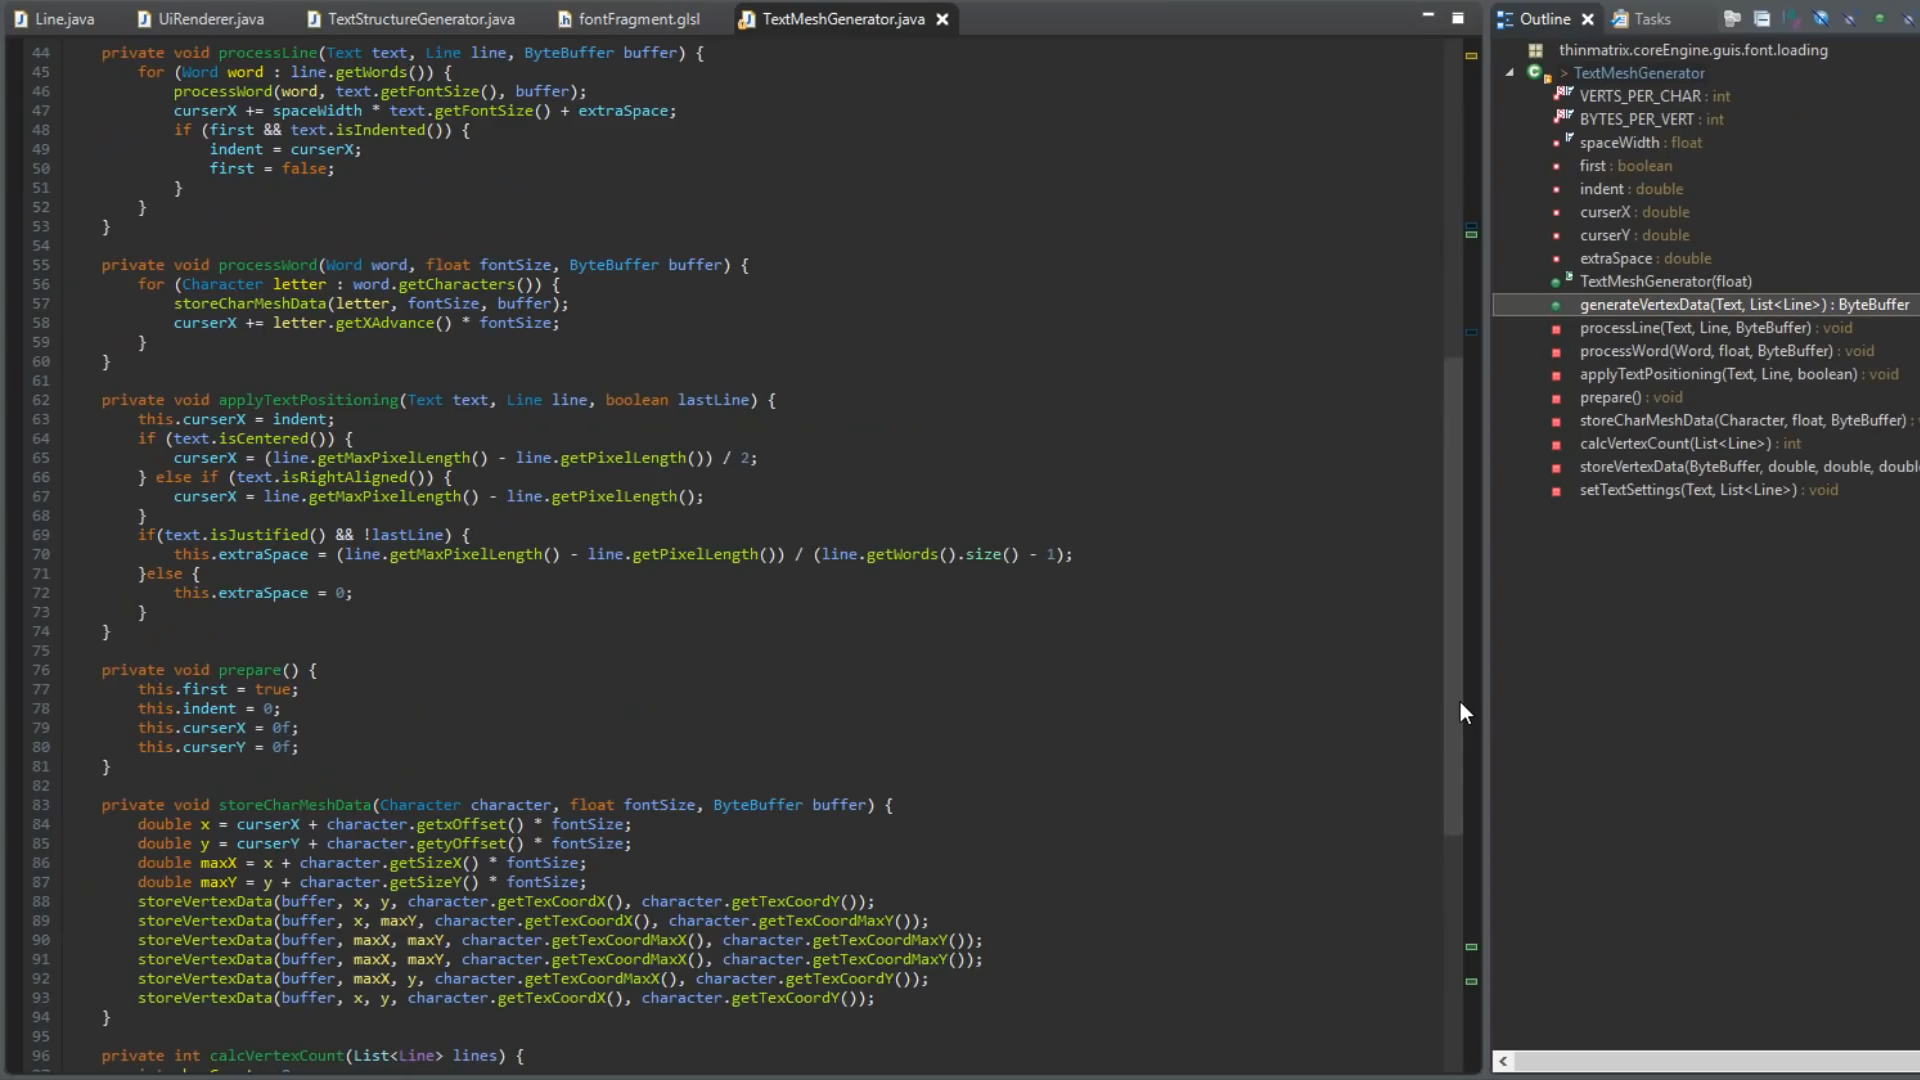 Line.java
UiRenderer.java
TextStructureGenerator.java
fontFragment.glsl
TextMeshGenerator.java
44 private void processLine(Text text, Line line, ByteBuffer buffer) {
45 for (Word word : line.getWords()) {
46 processWord(word, text.getFontSize(), buffer);
47 curserX += spaceWidth * text.getFontSize() + extraSpace;
48 if (first && text.isIndented()) {
49 indent = curserX;
50 first = false;
51 }
52 }
53 }
54
55 private void processWord(Word word, float fontSize, ByteBuffer buffer) {
56 for (Character letter : word.getCharacters()) {
57 storeCharMeshData(letter, fontSize, buffer);
58 curserX += letter.getXAdvance() * fontSize;
59 }
60 }
61
62 private void applyTextPositioning(Text text, Line line, boolean lastLine) {
63 this.curserX = indent;
64 if (text.isCentered()) {
65 curserX = (line.getMaxPixelLength() - line.getPixelLength()) / 2;
66 } else if (text.isRightAligned()) {
67 curserX = line.getMaxPixelLength() - line.getPixelLength();
68 }
69 if(text.isJustified() && !lastLine) {
70 this.extraSpace = (line.getMaxPixelLength() - line.getPixelLength()) / (line.getWords().size() - 1);
71 }else {
72 this.extraSpace = 0;
73 }
74 }
75
76 private void prepare() {
77 this.first = true;
78 this.indent = 0;
79 this.curserX = 0f;
80 this.curserY = 0f;
81 }
82
83 private void storeCharMeshData(Character character, float fontSize, ByteBuffer buffer) {
84 double x = curserX + character.getxOffset() * fontSize;
85 double y = curserY + character.getyOffset() * fontSize;
86 double maxX = x + character.getSizeX() * fontSize;
87 double maxY = y + character.getSizeY() * fontSize;
88 storeVertexData(buffer, x, y, character.getTexCoordX(), character.getTexCoordY());
89 storeVertexData(buffer, x, maxY, character.getTexCoordX(), character.getTexCoordMaxY());
90 storeVertexData(buffer, maxX, maxY, character.getTexCoordMaxX(), character.getTexCoordMaxY());
91 storeVertexData(buffer, maxX, maxY, character.getTexCoordMaxX(), character.getTexCoordMaxY());
92 storeVertexData(buffer, maxX, y, character.getTexCoordMaxX(), character.getTexCoordY());
93 storeVertexData(buffer, x, y, character.getTexCoordX(), character.getTexCoordY());
94 }
95
96 private int calcVertexCount(List<Line> lines) {
Outline
Tasks
thinmatrix.coreEngine.guis.font.loading
> TextMeshGenerator
VERTS_PER_CHAR : int
BYTES_PER_VERT : int
spaceWidth : float
first : boolean
indent : double
curserX : double
curserY : double
extraSpace : double
TextMeshGenerator(float)
generateVertexData(Text, List<Line>) : ByteBuffer
processLine(Text, Line, ByteBuffer) : void
processWord(Word, float, ByteBuffer) : void
applyTextPositioning(Text, Line, boolean) : void
prepare() : void
storeCharMeshData(Character, float, ByteBuffer) :
calcVertexCount(List<Line>) : int
storeVertexData(ByteBuffer, double, double, doubl
setTextSettings(Text, List<Line>) : void